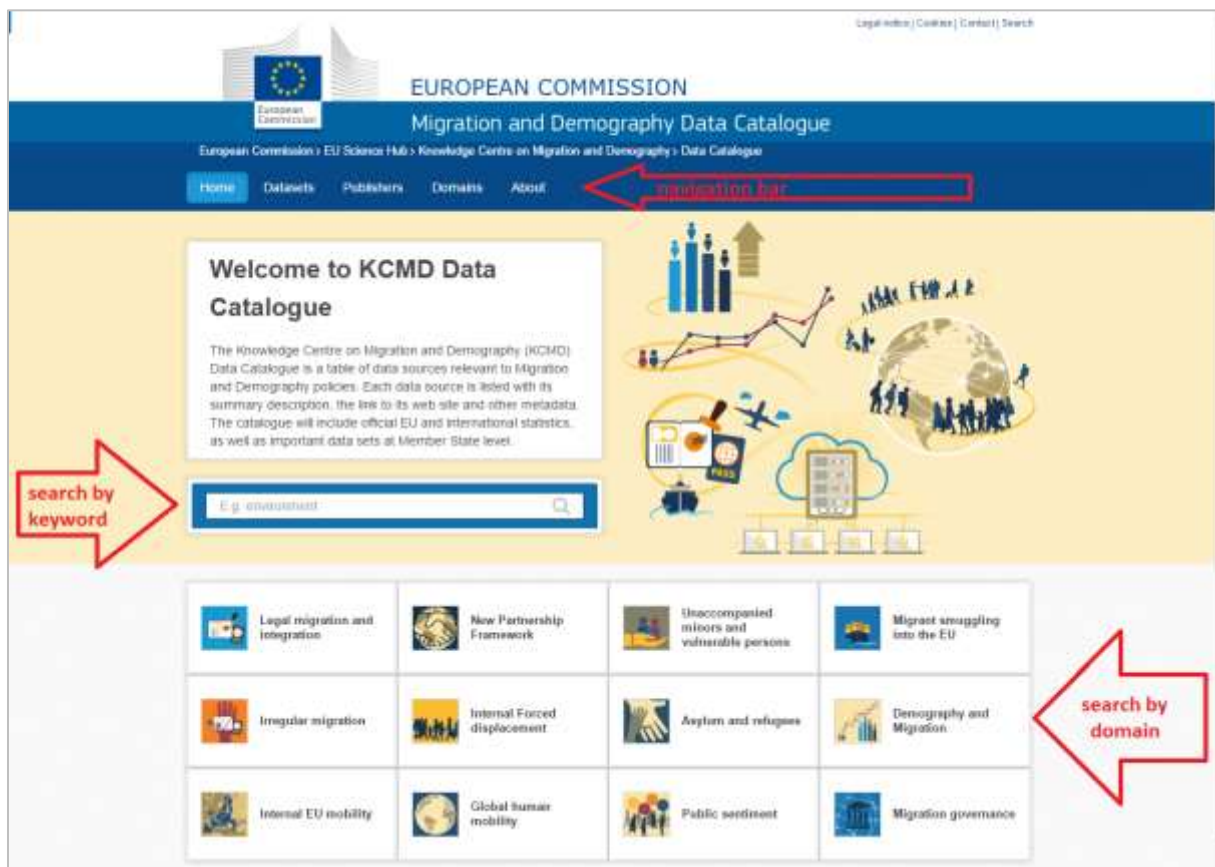 Legal notice | Cookies | Contact | Search
European
Commission
EUROPEAN COMMISSION
Migration and Demography Data Catalogue
European Commission > EU Science Hub > Knowledge Centre on Migration and Demography > Data Catalogue
Home Datasets Publishers Domains About
navigation bar
Welcome to KCMD Data
Catalogue
The Knowledge Centre on Migration and Demography (KCMD)
Data Catalogue is a table of data sources relevant to Migration
and Demography policies. Each data source is listed with its
summary description, the link to its web site and other metadata.
The catalogue will include official EU and international statistics,
as well as important data sets at Member State level.
PASS
search by
keyword
E.g. environment
Legal migration and
integration
New Partnership
Framework
Unaccompanied
minors and
vulnerable persons
Migrant smuggling
into the EU
Irregular migration
Internal Forced
displacement
Asylum and refugees
Demography and
Migration
search by
domain
Internal EU mobility
Global human
mobility
Public sentiment
Migration governance